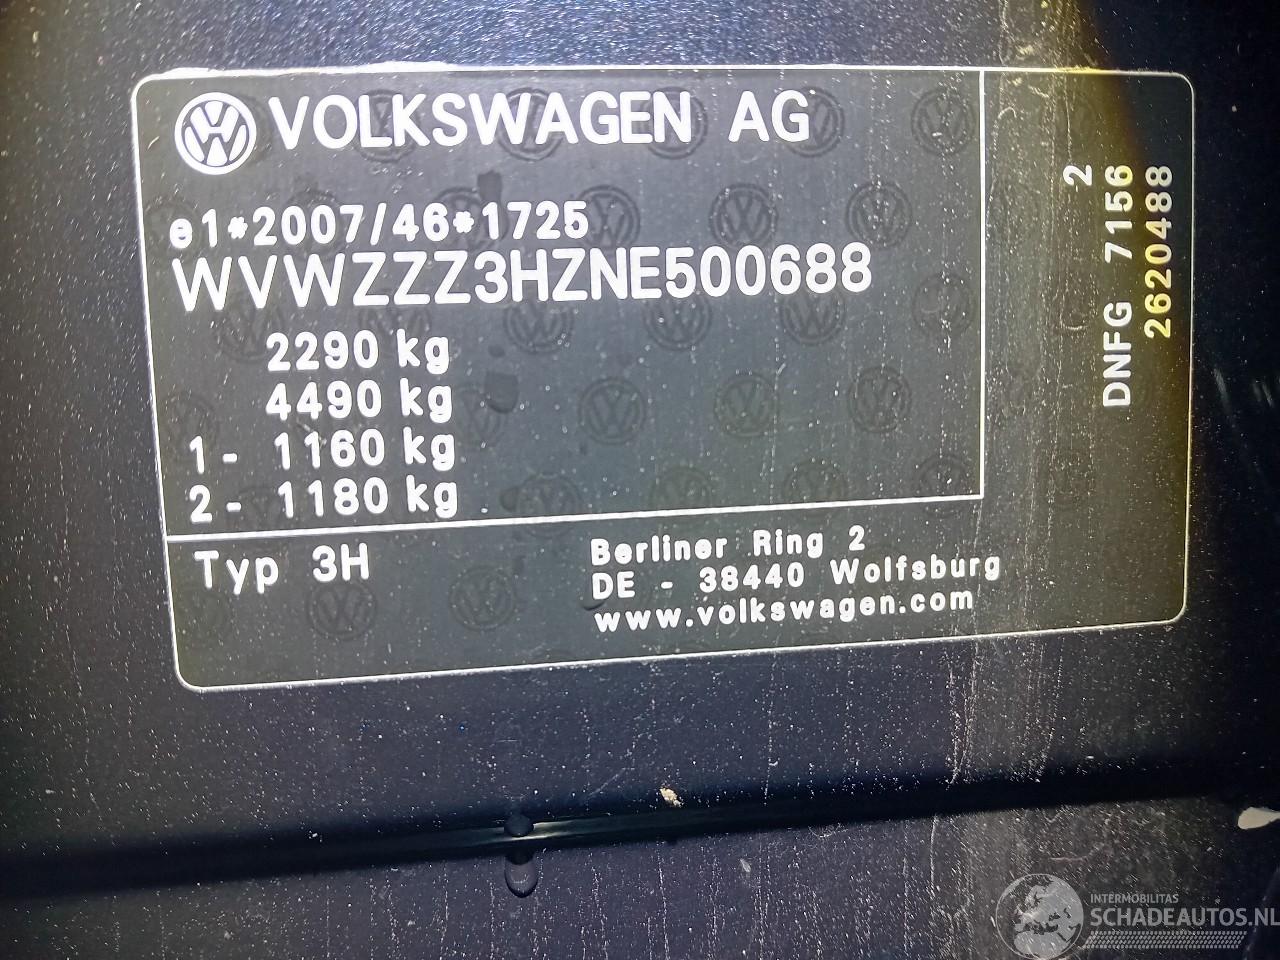 VOLKSWAGEN AG
e1*2007/46*1725
WVWZZZ3HZNE500688
2290 kg
4490 kg
1- 1160 kg
2- 1180 kg
Typ 3H
Berliner Ring 2
DE - 38440 Wolfsburg
www.volkswagen.com
2
DNFG 7156
2620488
INTERMOBILITAS
SCHADEAUTOS.NL